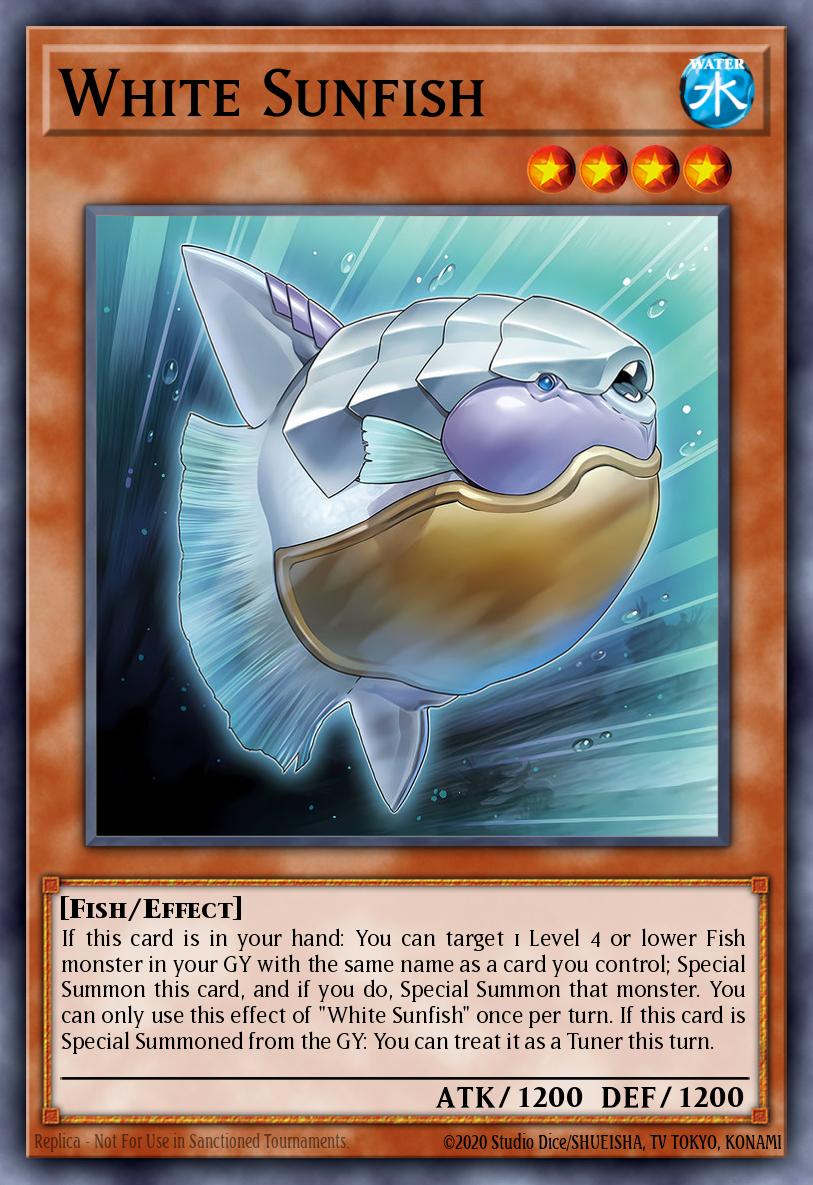 White Sunfish
WATER
水
[Fish/Effect]
If this card is in your hand: You can target 1 Level 4 or lower Fish
monster in your GY with the same name as a card you control; Special
Summon this card, and if you do, Special Summon that monster. You
can only use this effect of "White Sunfish" once per turn. If this card is
Special Summoned from the GY: You can treat it as a Tuner this turn.
ATK/1200 DEF/1200
Replica - Not For Use in Sanctioned Tournaments.
©2020 Studio Dice/SHUEISHA, TV TOKYO, KONAMI